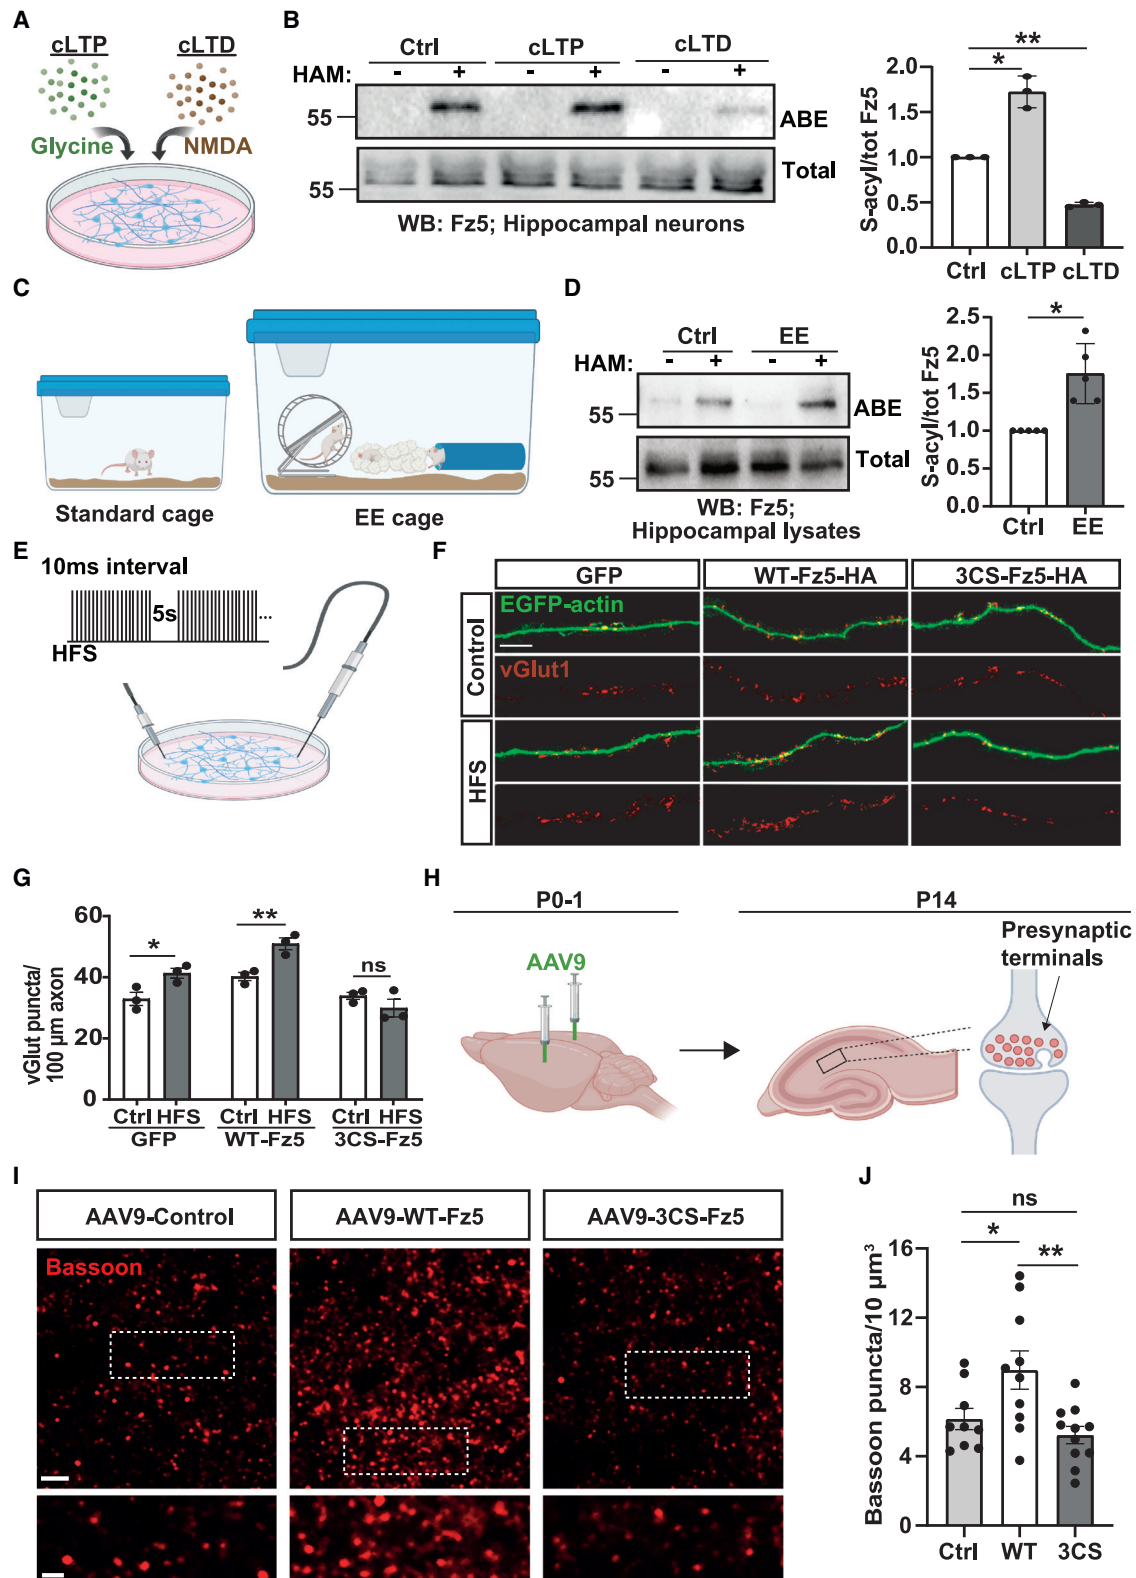 A
cLTP
cLTD
Glycine
NMDA
B
Ctrl
cLTP
cLTD
HAM:
-
+
-
+
-
+
55
ABE
55
Total
WB: Fz5; Hippocampal neurons
S-acyl/tot Fz5
2.0
1.5
1.0
0.5
0.0
**
*
Ctrl
cLTP
cLTD
C
Standard cage
EE cage
D
Ctrl
EE
HAM:
-
+
-
+
55
ABE
55
Total
WB: Fz5;
Hippocampal lysates
S-acyl/tot Fz5
2.5
2.0
1.5
1.0
0.5
0.0
*
Ctrl
EE
E
10ms interval
5s
...
HFS
F
GFP
WT-Fz5-HA
3CS-Fz5-HA
Control
EGFP-actin
vGlut1
HFS
G
vGlut puncta/
100 µm axon
60
40
20
0
*
**
ns
Ctrl HFS
Ctrl HFS
Ctrl HFS
GFP
WT-Fz5
3CS-Fz5
H
P0-1
P14
AAV9
Presynaptic
terminals
I
AAV9-Control
AAV9-WT-Fz5
AAV9-3CS-Fz5
Bassoon
J
Bassoon puncta/10 µm³
16
12
8
4
0
ns
*
**
Ctrl
WT
3CS